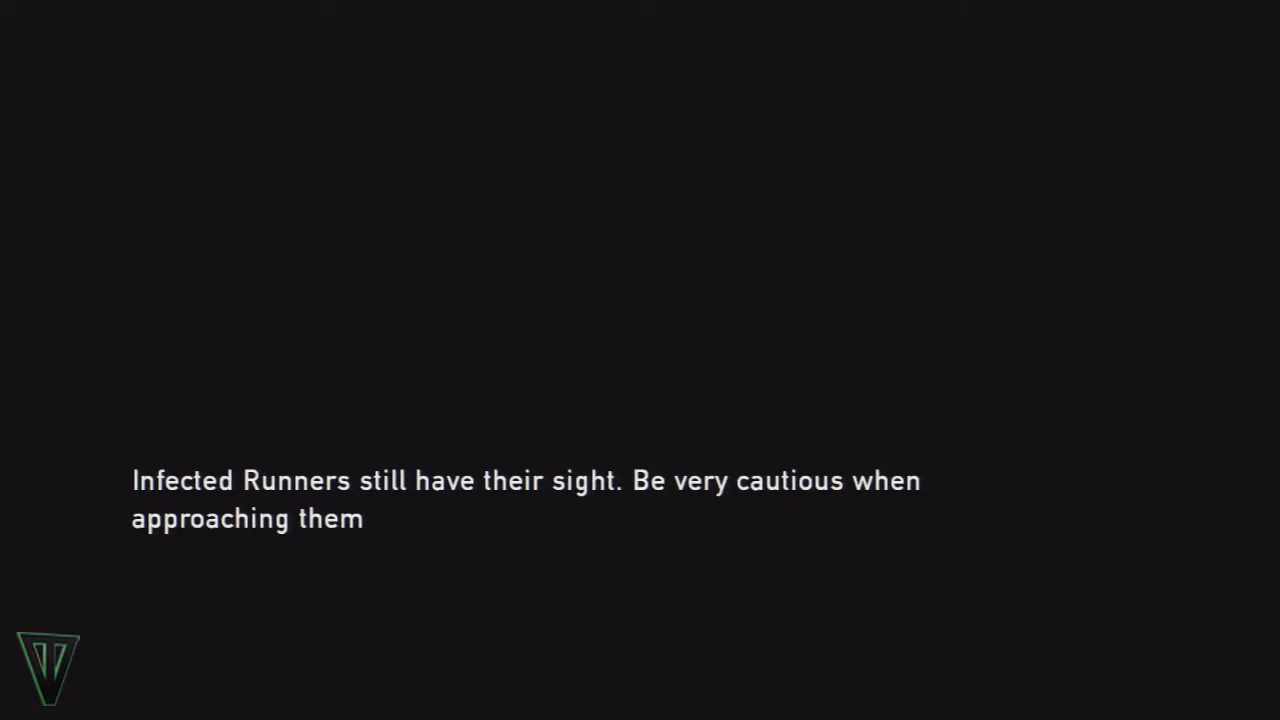 Infected Runners still have their sight. Be very cautious when
approaching them